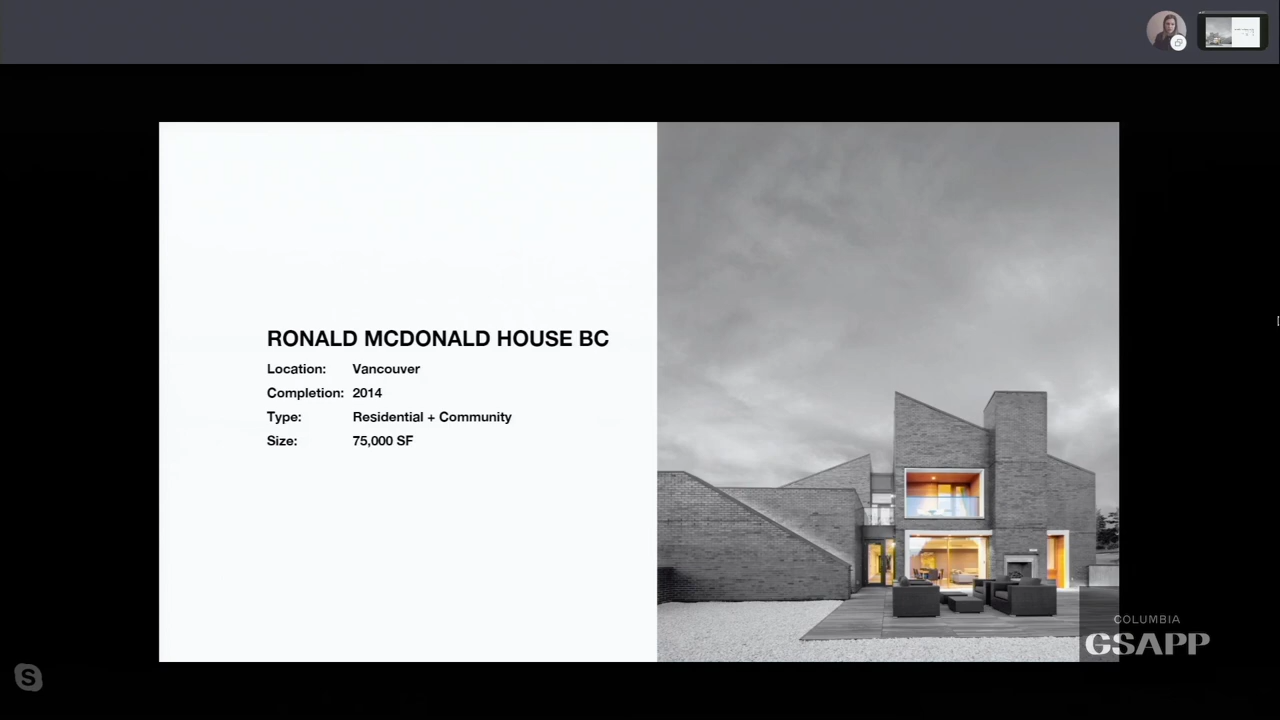 RONALD MCDONALD HOUSE BC
Location: Vancouver
Completion: 2014
Type: Residential + Community
Size: 75,000 SF
COLUMBIA
GSAPP
S